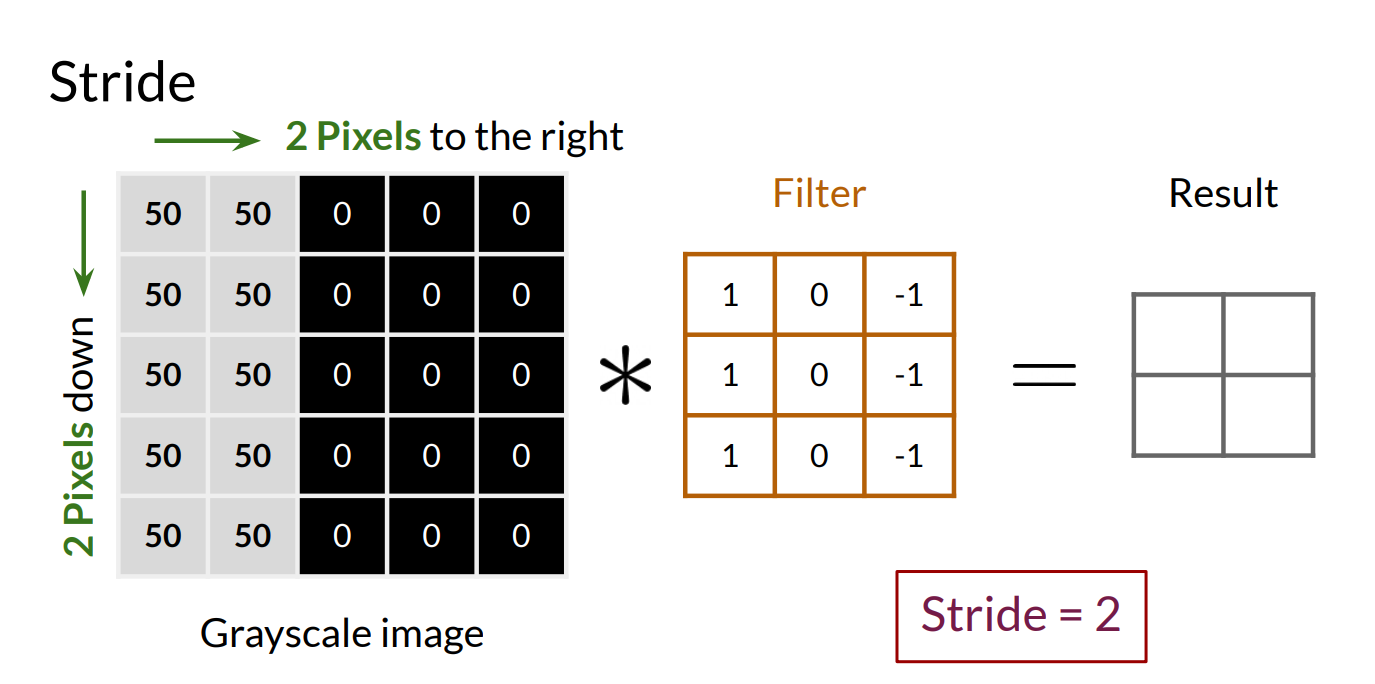 Stride
2 Pixels to the right
2 Pixels down
50 50 0 0 0
50 50 0 0 0
50 50 0 0 0
50 50 0 0 0
50 50 0 0 0
Grayscale image
*
Filter
1 0 -1
1 0 -1
1 0 -1
=
Result
Stride = 2